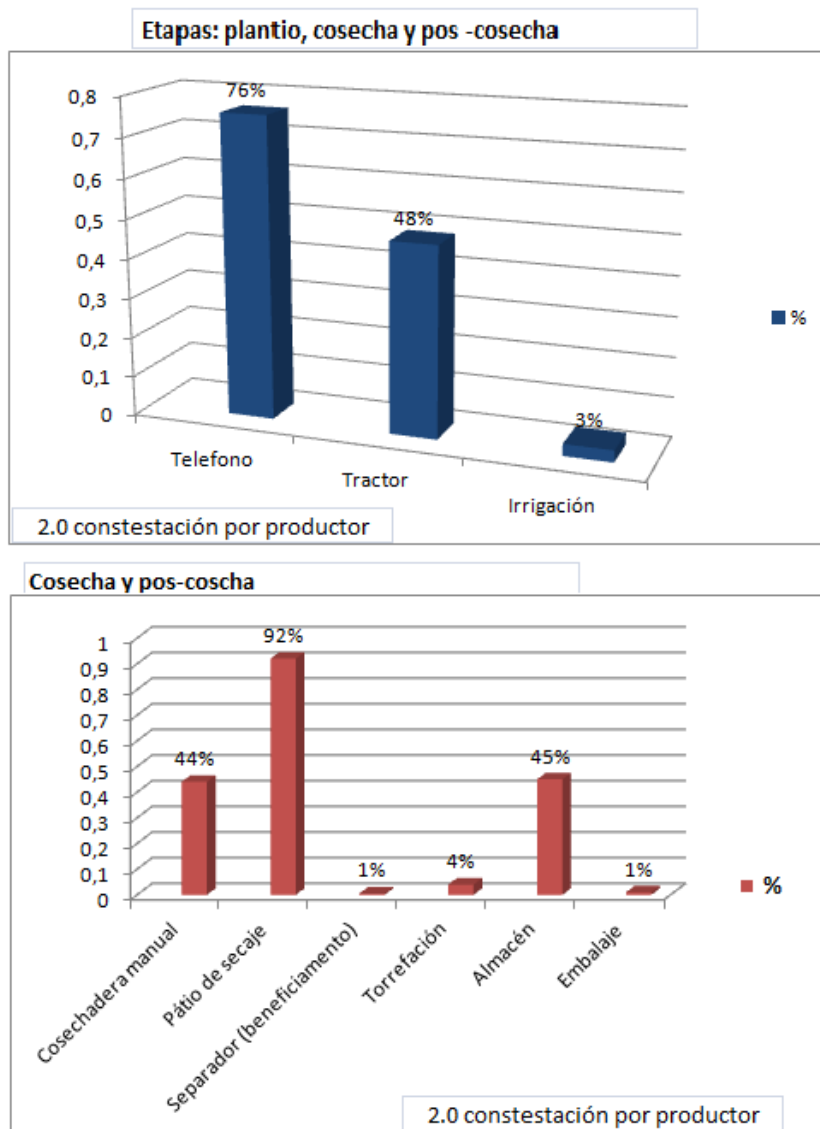 Etapas: plantio, cosecha y pos -cosecha
0,8
0,7
0,6
0,5
0,4
0,3
0,2
0,1
0
76%
48%
3%
Telefono
Tractor
Irrigación
%
2.0 constestación por productor
Cosecha y pos-coscha
1
0,9
0,8
0,7
0,6
0,5
0,4
0,3
0,2
0,1
0
44%
92%
1%
4%
45%
1%
Cosechadera manual
Pátio de secaje
Separador (beneficiamento)
Torrefación
Almacén
Embalaje
%
2.0 constestación por productor